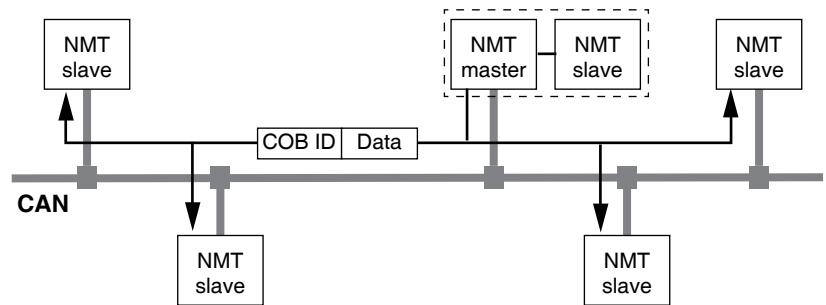 NMT
slave
NMT
master
NMT
slave
NMT
slave
COB ID
Data
CAN
NMT
slave
NMT
slave